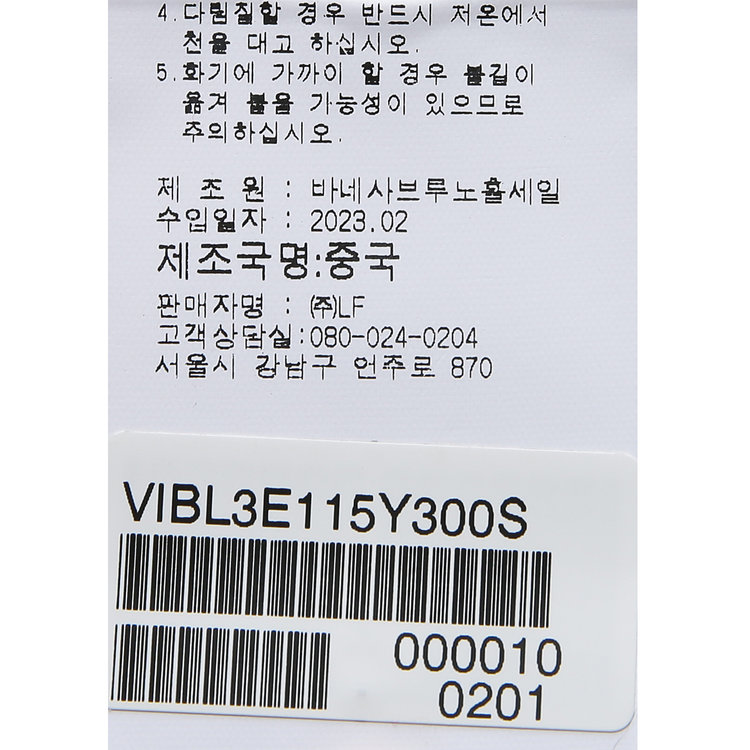 4.다림질할 경우 반드시 저온에서
천을 대고 하십시오.
5.화기에 가까이 할 경우 불길이
옮겨 붙을 가능성이 있으므로
주의하십시오.
제 조 원 : 바네사브루노홀세일
수입일자 : 2023.02
제조국명:중국
판매자명 : ㈜LF
고객상담실:080-024-0204
서울시 강남구 언주로 870
VIBL3E115Y300S
000010
0201